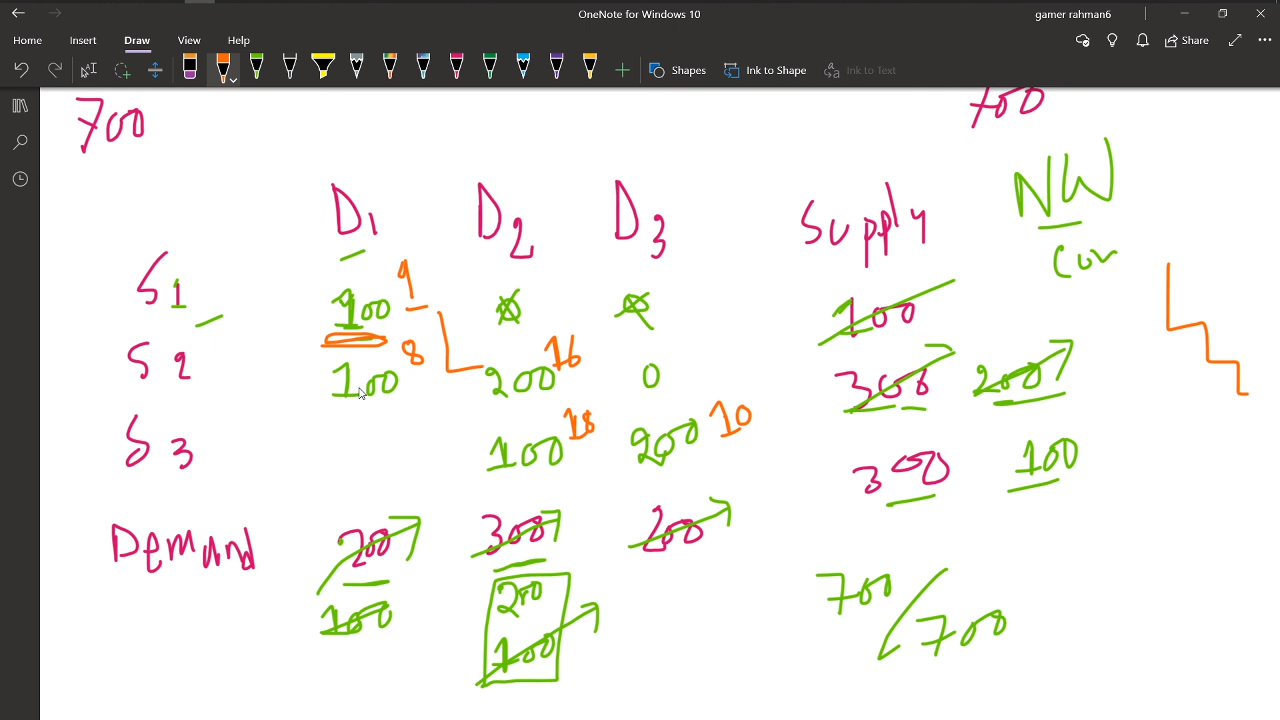 OneNote for Windows 10
gamer rahman6
Home Insert Draw View Help
Shapes Ink to Shape Ink to Text Share
700 700
NW
Cor
D1 D2 D3 Supply
S1 100 9 0 0 100
S2 100 8 200 16 0 300 200
S3 100 18 200 10 300 100
Demand 200 300 200
100 200 700 / 700
100